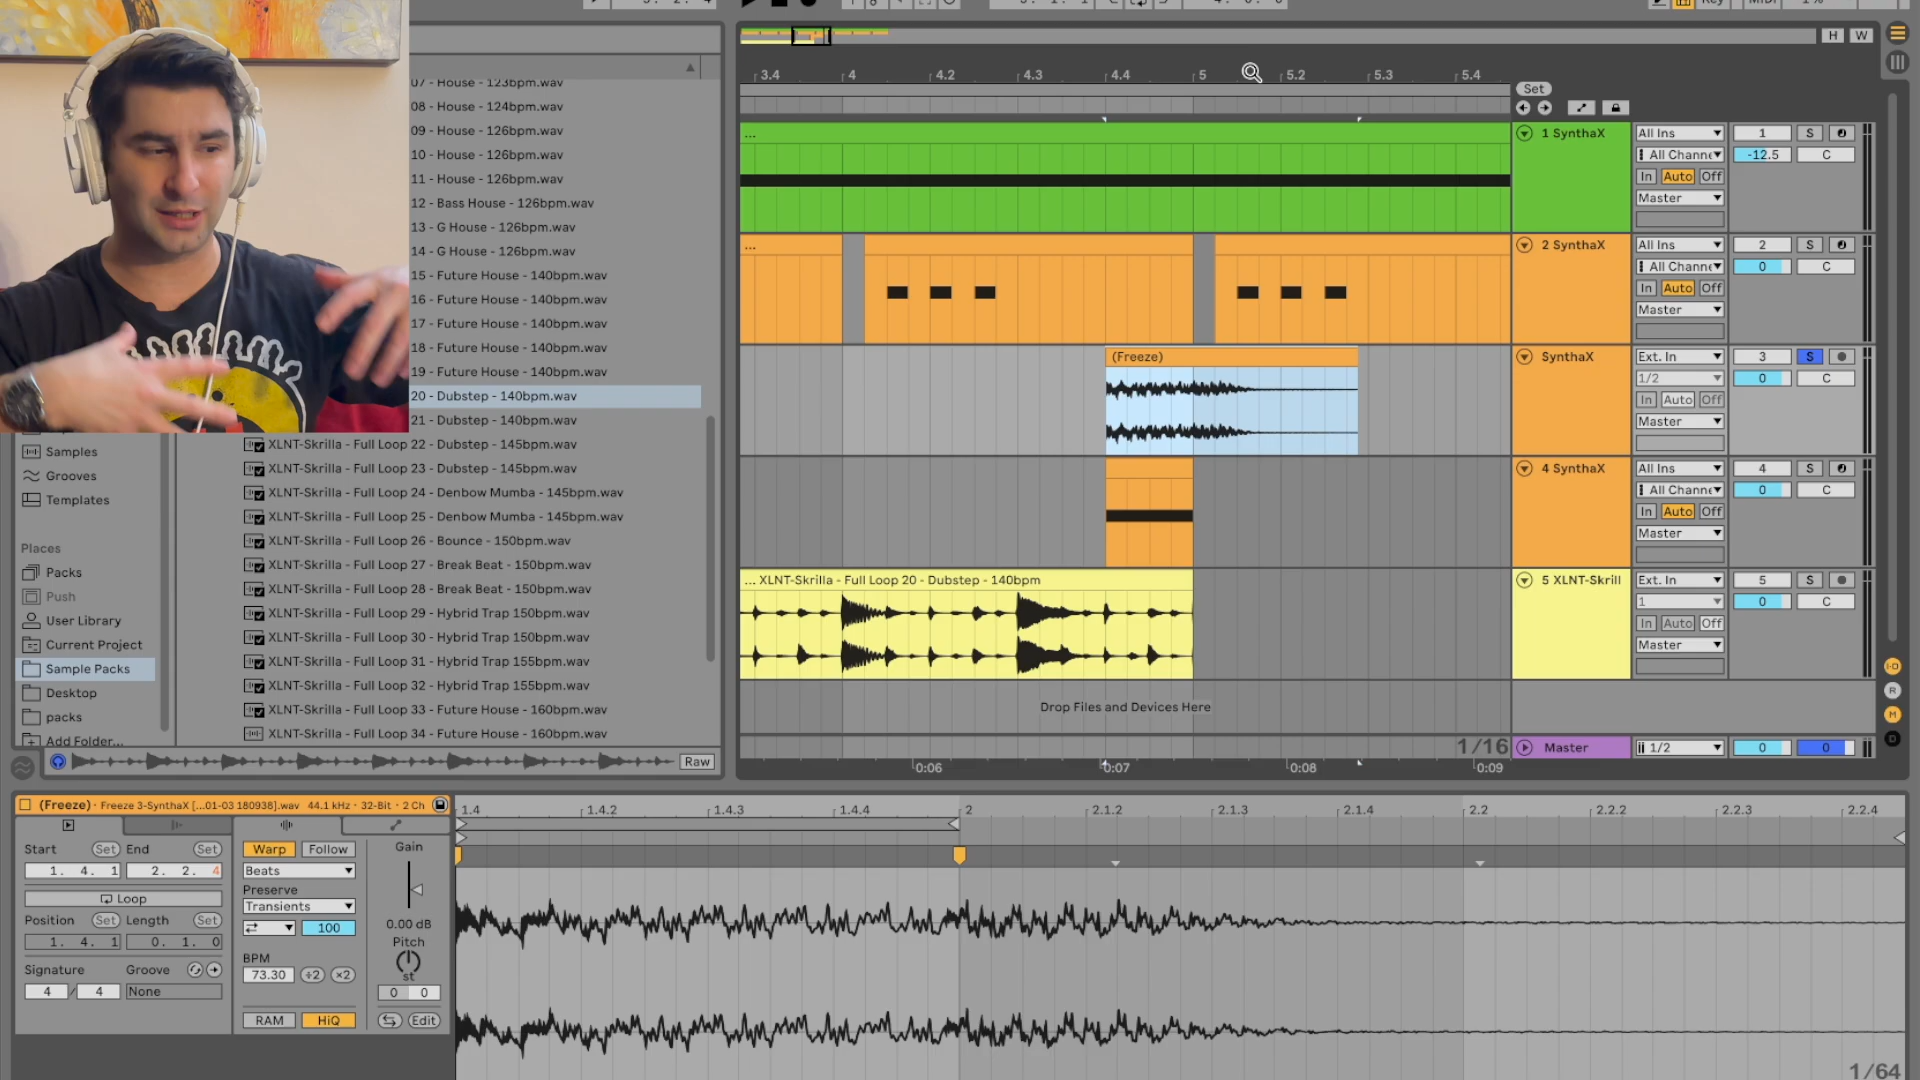 Key MIDI 1%
H W
3.4 4 4.2 4.3 4.4 5 5.2 5.3 5.4
Set
07 - House - 123bpm.wav
08 - House - 124bpm.wav
09 - House - 126bpm.wav
10 - House - 126bpm.wav
11 - House - 126bpm.wav
12 - Bass House - 126bpm.wav
13 - G House - 126bpm.wav
14 - G House - 126bpm.wav
15 - Future House - 140bpm.wav
16 - Future House - 140bpm.wav
17 - Future House - 140bpm.wav
18 - Future House - 140bpm.wav
19 - Future House - 140bpm.wav
20 - Dubstep - 140bpm.wav
21 - Dubstep - 140bpm.wav
XLNT-Skrilla - Full Loop 22 - Dubstep - 145bpm.wav
XLNT-Skrilla - Full Loop 23 - Dubstep - 145bpm.wav
XLNT-Skrilla - Full Loop 24 - Denbow Mumba - 145bpm.wav
XLNT-Skrilla - Full Loop 25 - Denbow Mumba - 145bpm.wav
XLNT-Skrilla - Full Loop 26 - Bounce - 150bpm.wav
XLNT-Skrilla - Full Loop 27 - Break Beat - 150bpm.wav
XLNT-Skrilla - Full Loop 28 - Break Beat - 150bpm.wav
XLNT-Skrilla - Full Loop 29 - Hybrid Trap 150bpm.wav
XLNT-Skrilla - Full Loop 30 - Hybrid Trap 150bpm.wav
XLNT-Skrilla - Full Loop 31 - Hybrid Trap 155bpm.wav
XLNT-Skrilla - Full Loop 32 - Hybrid Trap 155bpm.wav
XLNT-Skrilla - Full Loop 33 - Future House - 160bpm.wav
XLNT-Skrilla - Full Loop 34 - Future House - 160bpm.wav
Samples
Grooves
Templates
Places
Packs
Push
User Library
Current Project
Sample Packs
Desktop
packs
Add Folder...
Raw
...
1 SynthaX All Ins 1 S
All Channe -12.5 C
In Auto Off
Master
...
2 SynthaX All Ins 2 S
All Channe 0 C
In Auto Off
Master
(Freeze)
SynthaX Ext. In 3 S
1/2 0 C
In Auto Off
Master
4 SynthaX All Ins 4 S
All Channe 0 C
In Auto Off
Master
... XLNT-Skrilla - Full Loop 20 - Dubstep - 140bpm
5 XLNT-Skrill Ext. In 5 S
1 0 C
In Auto Off
Master
Drop Files and Devices Here
1/16 Master 1/2 0 0
0:06 0:07 0:08 0:09
I-O
R
M
D
(Freeze) · Freeze 3-SynthaX [...01-03 180938].wav 44.1 kHz · 32-Bit · 2 Ch
Start Set End Set
1. 4. 1 2. 2. 4
Loop
Position Set Length Set
1. 4. 1 0. 1. 0
Signature Groove
4 / 4 None
Warp Follow
Beats
Preserve
Transients
100
BPM
73.30 ÷2 ×2
RAM HiQ
Gain
0.00 dB
Pitch
st
0 0
Edit
1.4 1.4.2 1.4.3 1.4.4 2 2.1.2 2.1.3 2.1.4 2.2 2.2.2 2.2.3 2.2.4
1/64